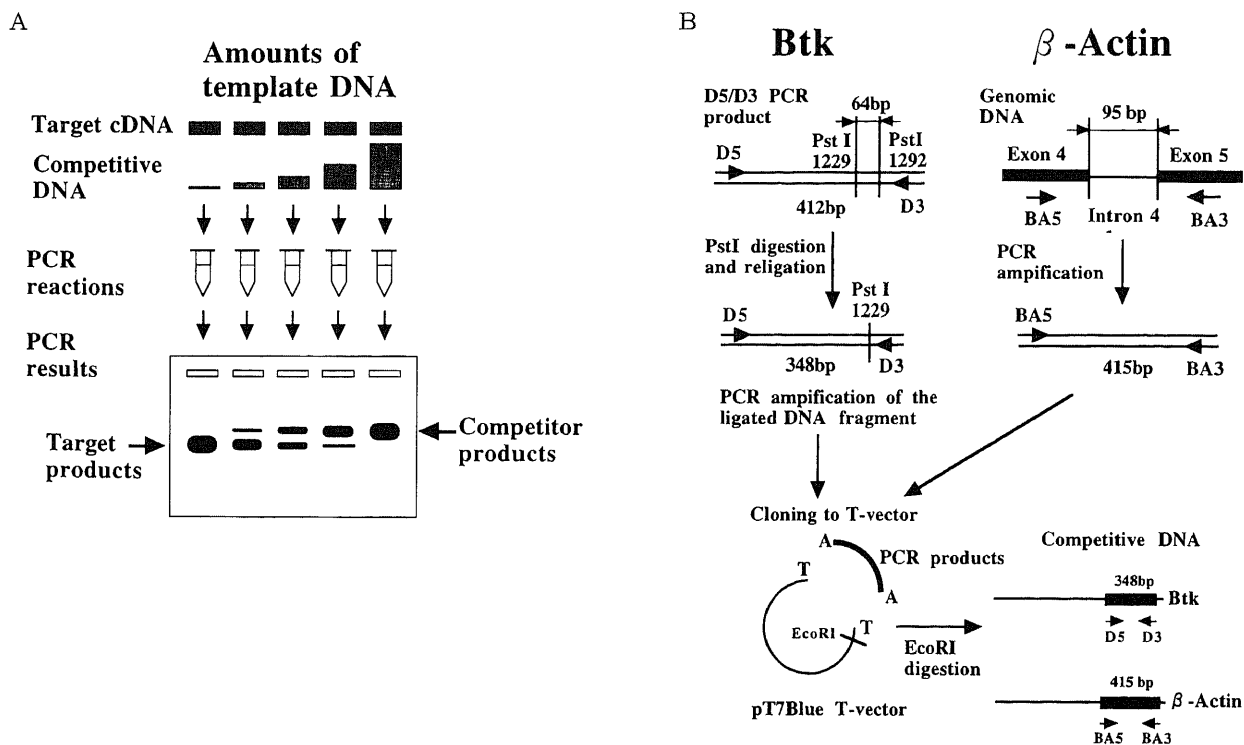 A
Amounts of
template DNA
Target cDNA
Competitive
DNA
PCR
reactions
PCR
results
Target
products
Competitor
products
B
Btk
β-Actin
D5/D3 PCR
product
64bp
D5
Pst I
1229
PstI
1292
412bp
D3
PstI digestion
and religation
Pst I
1229
D5
348bp
D3
PCR ampification of the
ligated DNA fragment
Genomic
DNA
95 bp
Exon 4
Exon 5
BA5
Intron 4
BA3
PCR
ampification
BA5
415bp
BA3
Cloning to T-vector
A
PCR products
T
A
EcoRI
T
pT7Blue T-vector
EcoRI
digestion
Competitive DNA
348bp
Btk
D5
D3
415 bp
β-Actin
BA5
BA3